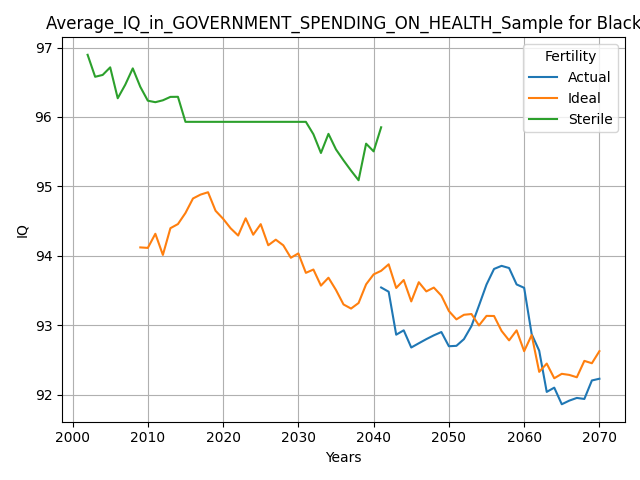 Average_IQ_in_GOVERNMENT_SPENDING_ON_HEALTH_Sample for Black
97
96
95
94
93
92
IQ
Fertility
Actual
Ideal
Sterile
2000 2010 2020 2030 2040 2050 2060 2070
Years